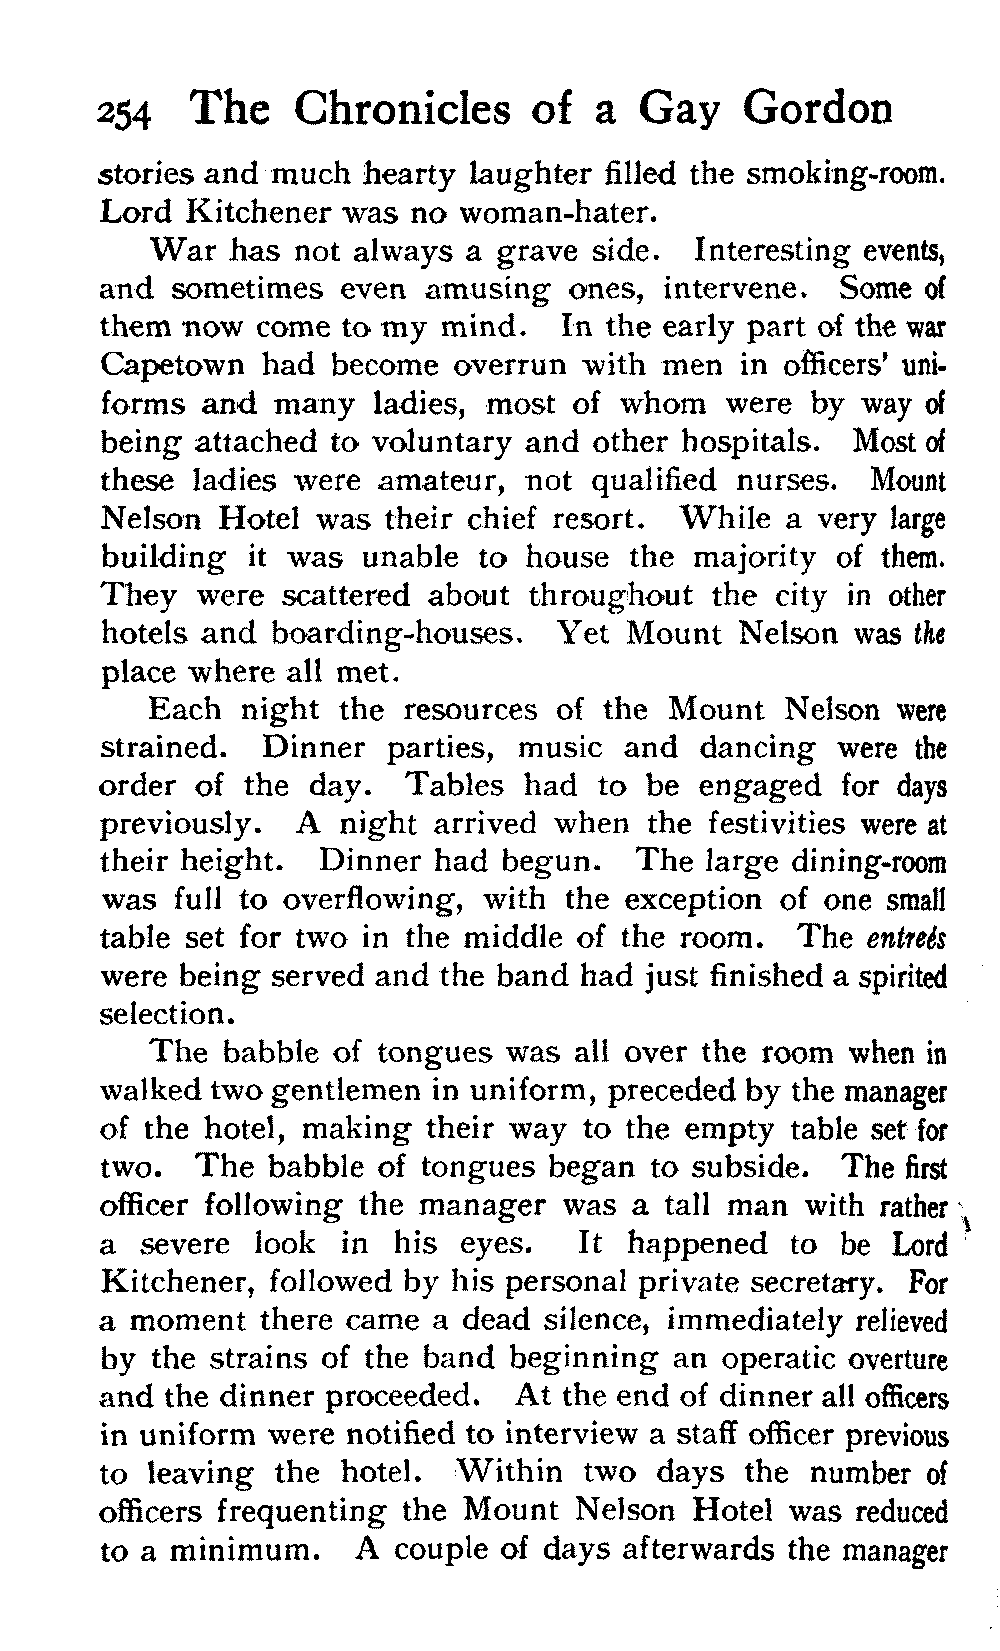 254 The Chronicles of a Gay Gordon
stories and much hearty laughter filled the smoking-room.
Lord Kitchener was no woman-hater.
War has not always a grave side. Interesting events,
and sometimes even amusing ones, intervene. Some of
them now come to my mind. In the early part of the war
Capetown had become overrun with men in officers' uni-
forms and many ladies, most of whom were by way of
being attached to voluntary and other hospitals. Most of
these ladies were amateur, not qualified nurses. Mount
Nelson Hotel was their chief resort. While a very large
building it was unable to house the majority of them.
They were scattered about throughout the city in other
hotels and boarding-houses. Yet Mount Nelson was the
place where all met.
Each night the resources of the Mount Nelson were
strained. Dinner parties, music and dancing were the
order of the day. Tables had to be engaged for days
previously. A night arrived when the festivities were at
their height. Dinner had begun. The large dining-room
was full to overflowing, with the exception of one small
table set for two in the middle of the room. The entreés
were being served and the band had just finished a spirited
selection.
The babble of tongues was all over the room when in
walked two gentlemen in uniform, preceded by the manager
of the hotel, making their way to the empty table set for
two. The babble of tongues began to subside. The first
officer following the manager was a tall man with rather
a severe look in his eyes. It happened to be Lord
Kitchener, followed by his personal private secretary. For
a moment there came a dead silence, immediately relieved
by the strains of the band beginning an operatic overture
and the dinner proceeded. At the end of dinner all officers
in uniform were notified to interview a staff officer previous
to leaving the hotel. Within two days the number of
officers frequenting the Mount Nelson Hotel was reduced
to a minimum. A couple of days afterwards the manager